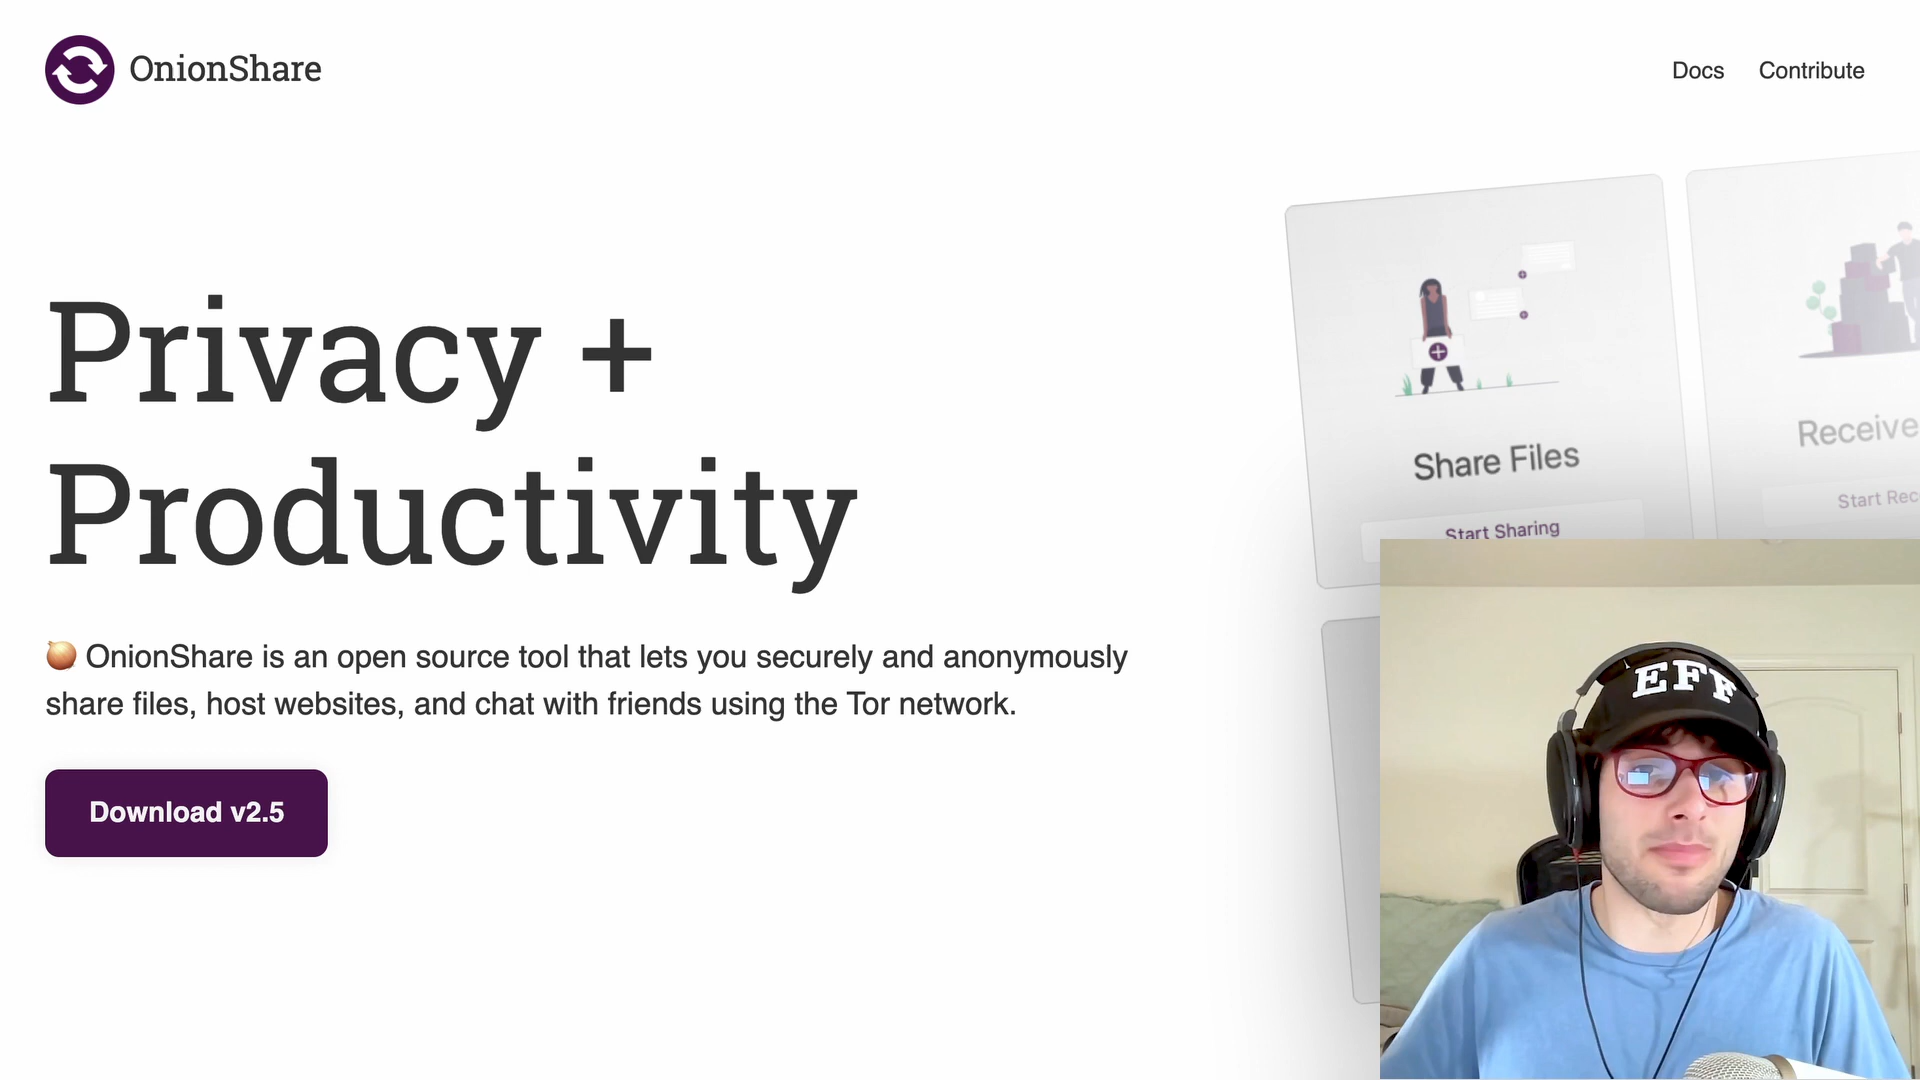 OnionShare
Docs
Contribute
Privacy +
Productivity
OnionShare is an open source tool that lets you securely and anonymously
share files, host websites, and chat with friends using the Tor network.
Download v2.5
Share Files
Start Sharing
Receive
Start Rec
EFF